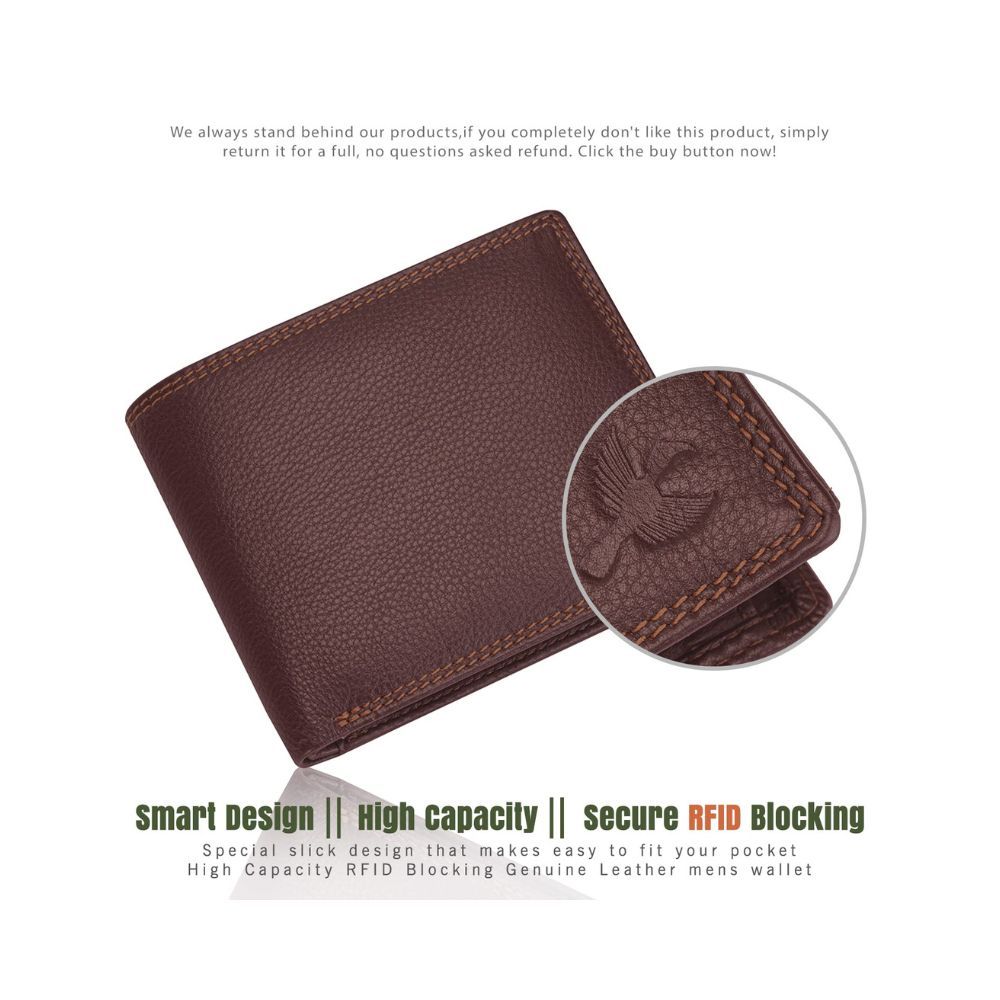 We always stand behind our products,if you completely don't like this product, simply
return it for a full, no questions asked refund. Click the buy button now!
Smart Design || High Capacity || Secure RFID Blocking
Special slick design that makes easy to fit your pocket
High Capacity RFID Blocking Genuine Leather mens wallet